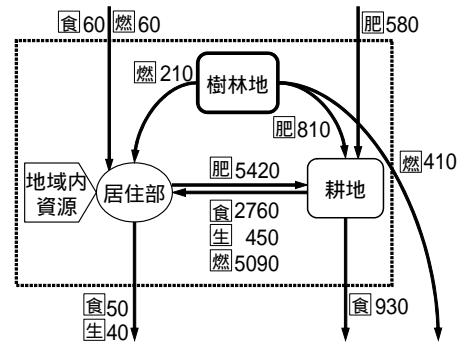 食60 燃60
肥580
燃210
樹林地
肥810
燃410
地域内
資源
居住部
肥5420
耕地
食2760
生 450
燃5090
食50
生40
食930